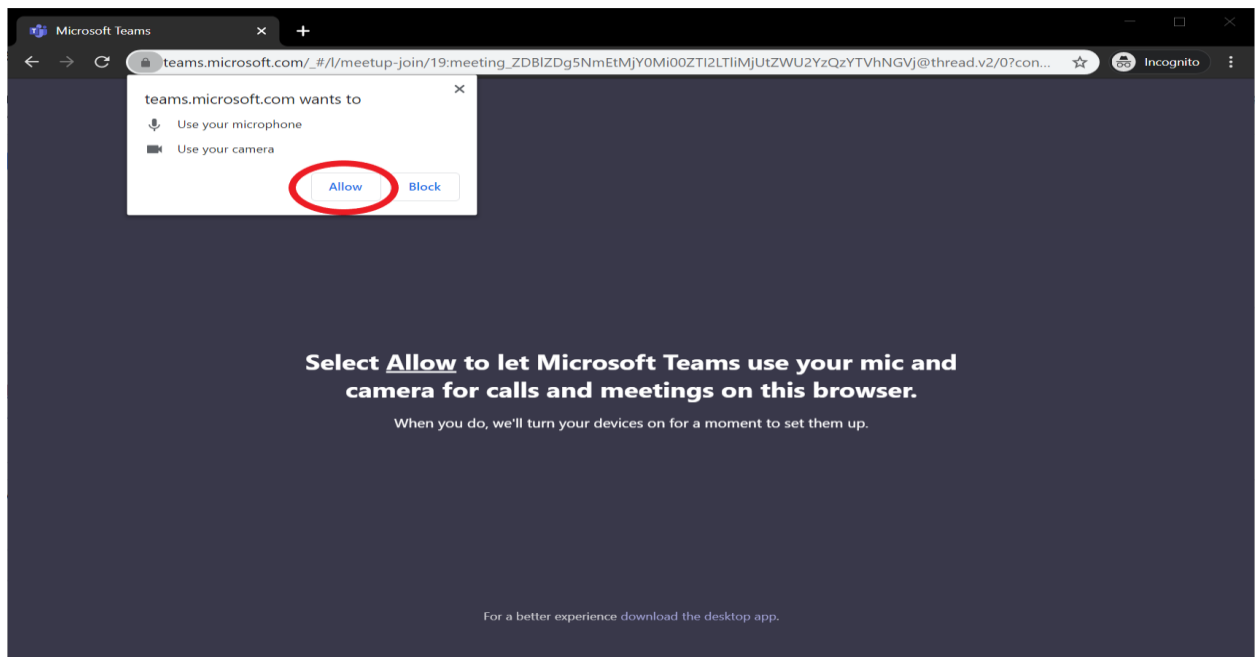 Microsoft Teams
teams.microsoft.com/_#/l/meetup-join/19:meeting_ZDBlZDg5NmEtMjY0Mi00ZTI2LTliMjUtZWU2YzQzYTVhNGVj@thread.v2/0?con...
Incognito
teams.microsoft.com wants to
Use your microphone
Use your camera
Allow
Block
Select Allow to let Microsoft Teams use your mic and
camera for calls and meetings on this browser.
When you do, we'll turn your devices on for a moment to set them up.
For a better experience download the desktop app.